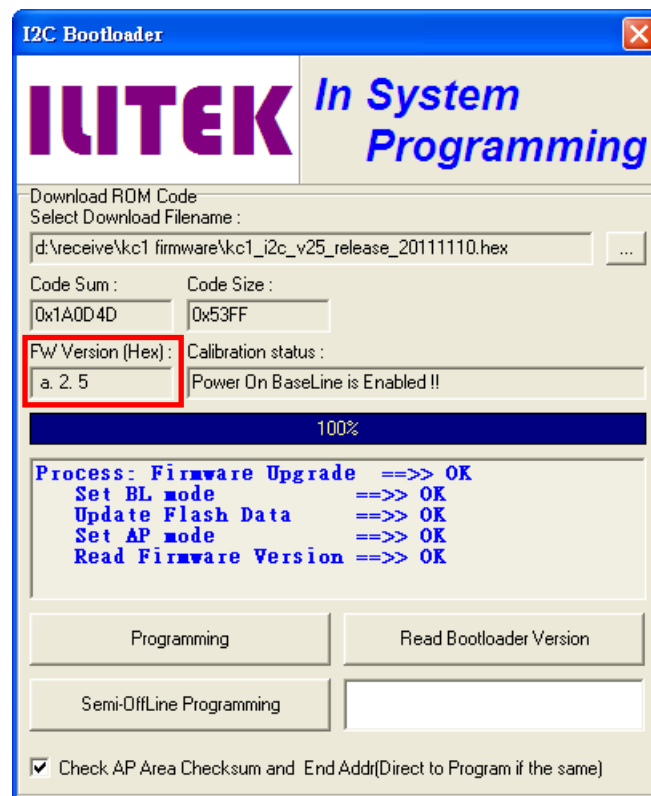 I2C Bootloader
ILITEK
In System
Programming
Download ROM Code
Select Download Filename :
d:\receive\kc1 firmware\kc1_i2c_v25_release_20111110.hex
...
Code Sum : Code Size :
0x1A0D4D 0x53FF
FW Version (Hex) : Calibration status :
a. 2. 5 Power On BaseLine is Enabled !!
100%
Process: Firmware Upgrade ==>> OK
Set BL mode ==>> OK
Update Flash Data ==>> OK
Set AP mode ==>> OK
Read Firmware Version ==>> OK
Programming Read Bootloader Version
Semi-OffLine Programming
Check AP Area Checksum and End Addr(Direct to Program if the same)